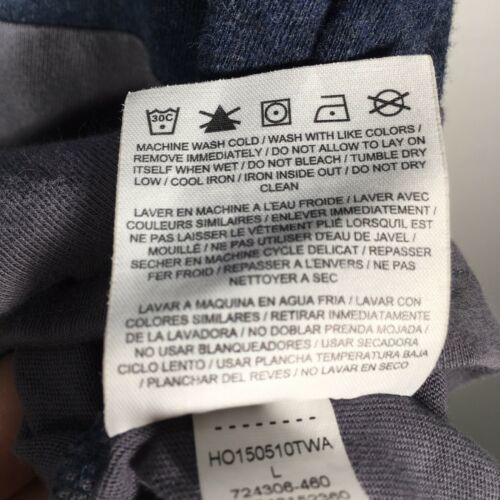 30C
MACHINE WASH COLD / WASH WITH LIKE COLORS /
REMOVE IMMEDIATELY / DO NOT ALLOW TO LAY ON
ITSELF WHEN WET / DO NOT BLEACH / TUMBLE DRY
LOW / COOL IRON / IRON INSIDE OUT / DO NOT DRY
CLEAN
LAVER EN MACHINE A L'EAU FROIDE / LAVER AVEC
COULEURS SIMILAIRES / ENLEVER IMMEDIATEMENT /
NE PAS LAISSER LE VÊTEMENT PLIÉ LORSQU'IL EST
MOUILLÉ / NE PAS UTILISER D'EAU DE JAVEL /
SECHER EN MACHINE CYCLE DELICAT / REPASSER
FER FROID / REPASSER A L'ENVERS / NE PAS
NETTOYER A SEC
LAVAR A MAQUINA EN AGUA FRIA / LAVAR CON
COLORES SIMILARES / RETIRAR INMEDIATAMENTE
DE LA LAVADORA / NO DOBLAR PRENDA MOJADA /
NO USAR BLANQUEADORES / USAR SECADORA
CICLO LENTO / USAR PLANCHA TEMPERATURA BAJA
/ PLANCHAR DEL REVES / NO LAVAR EN SECO
HO150510TWA
L
724306-460